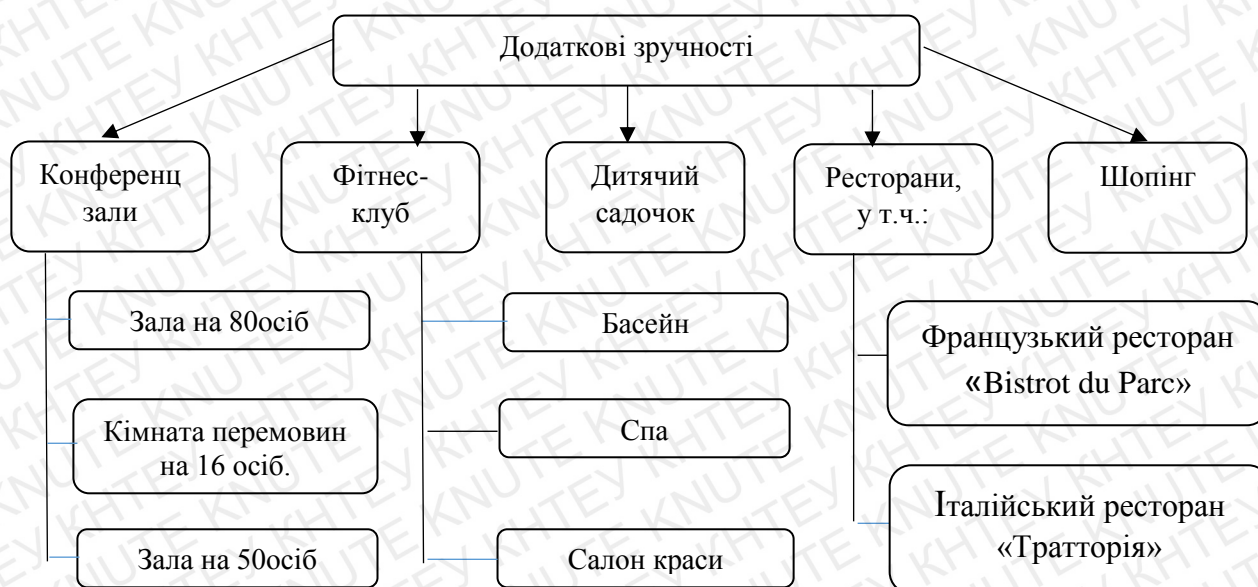 Додаткові зручності
Конференц
зали
Фітнес-
клуб
Дитячий
садочок
Ресторани,
у т.ч.:
Шопінг
Зала на 80осіб
Кімната перемовин
на 16 осіб.
Зала на 50осіб
Басейн
Спа
Салон краси
Французький ресторан
«Bistrot du Parc»
Італійський ресторан
«Тратторія»